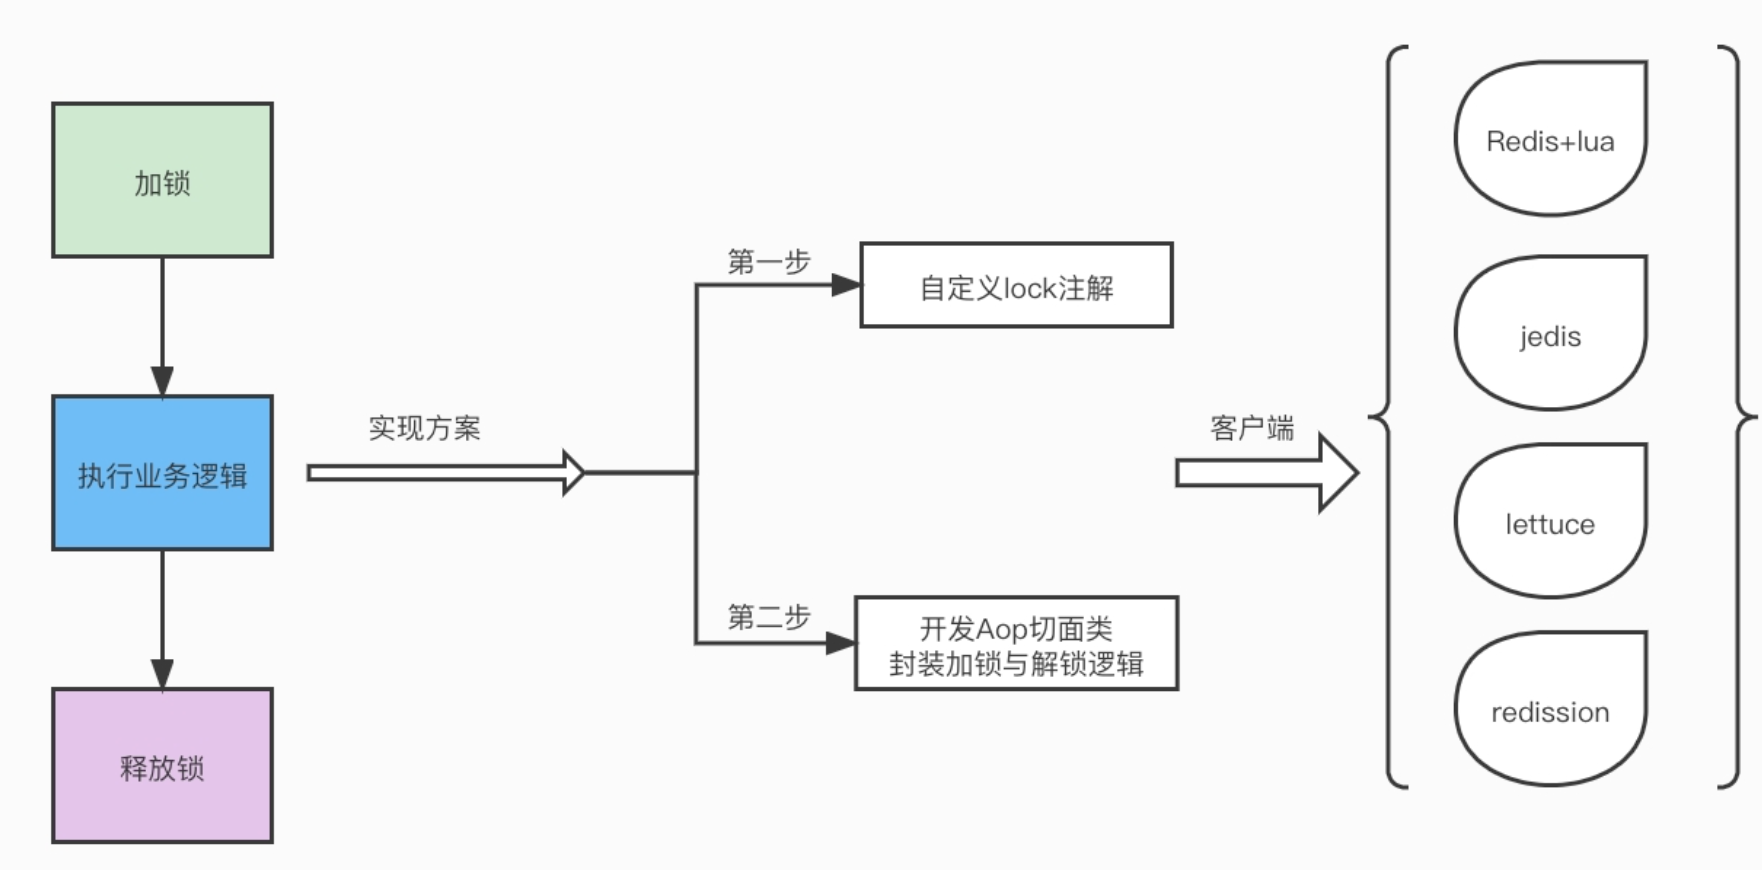 加锁
执行业务逻辑
释放锁
实现方案
第一步
自定义lock注解
第二步
开发Aop切面类
封装加锁与解锁逻辑
客户端
Redis+lua
jedis
lettuce
redission